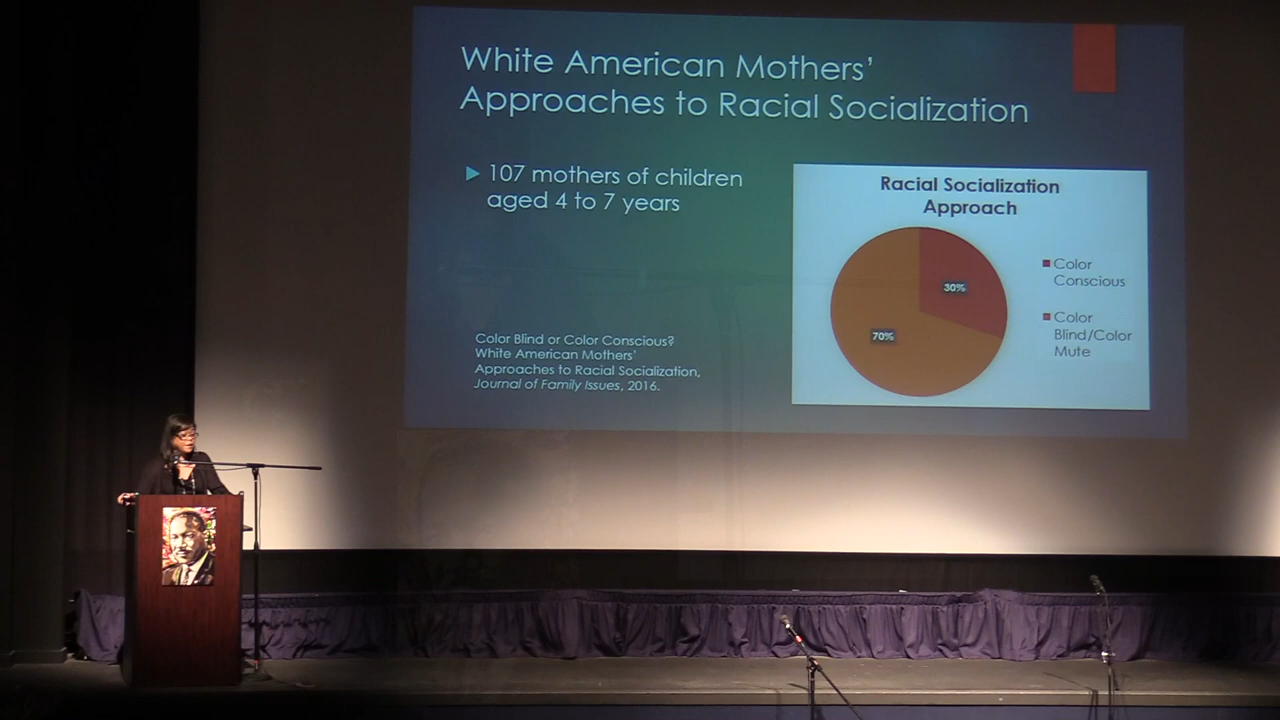 White American Mothers'
Approaches to Racial Socialization
107 mothers of children
aged 4 to 7 years
Color Blind or Color Conscious?
White American Mothers'
Approaches to Racial Socialization,
Journal of Family Issues, 2016.
Racial Socialization
Approach
30%
70%
Color
Conscious
Color
Blind/Color
Mute